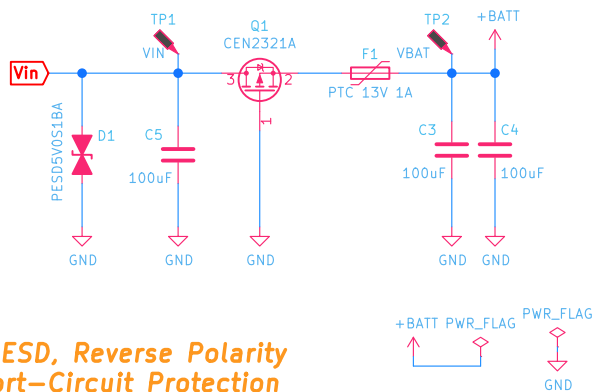 TP1
Q1
CEN2321A
TP2
+BATT
VIN
F1
VBAT
Vin
3
2
PTC 13V 1A
1
PESD5V0S1BA
D1
C5
100uF
C3
C4
100uF
100uF
GND
GND
GND
GND
GND
+BATT
PWR_FLAG
PWR_FLAG
GND
ESD, Reverse Polarity
ort-Circuit Protection